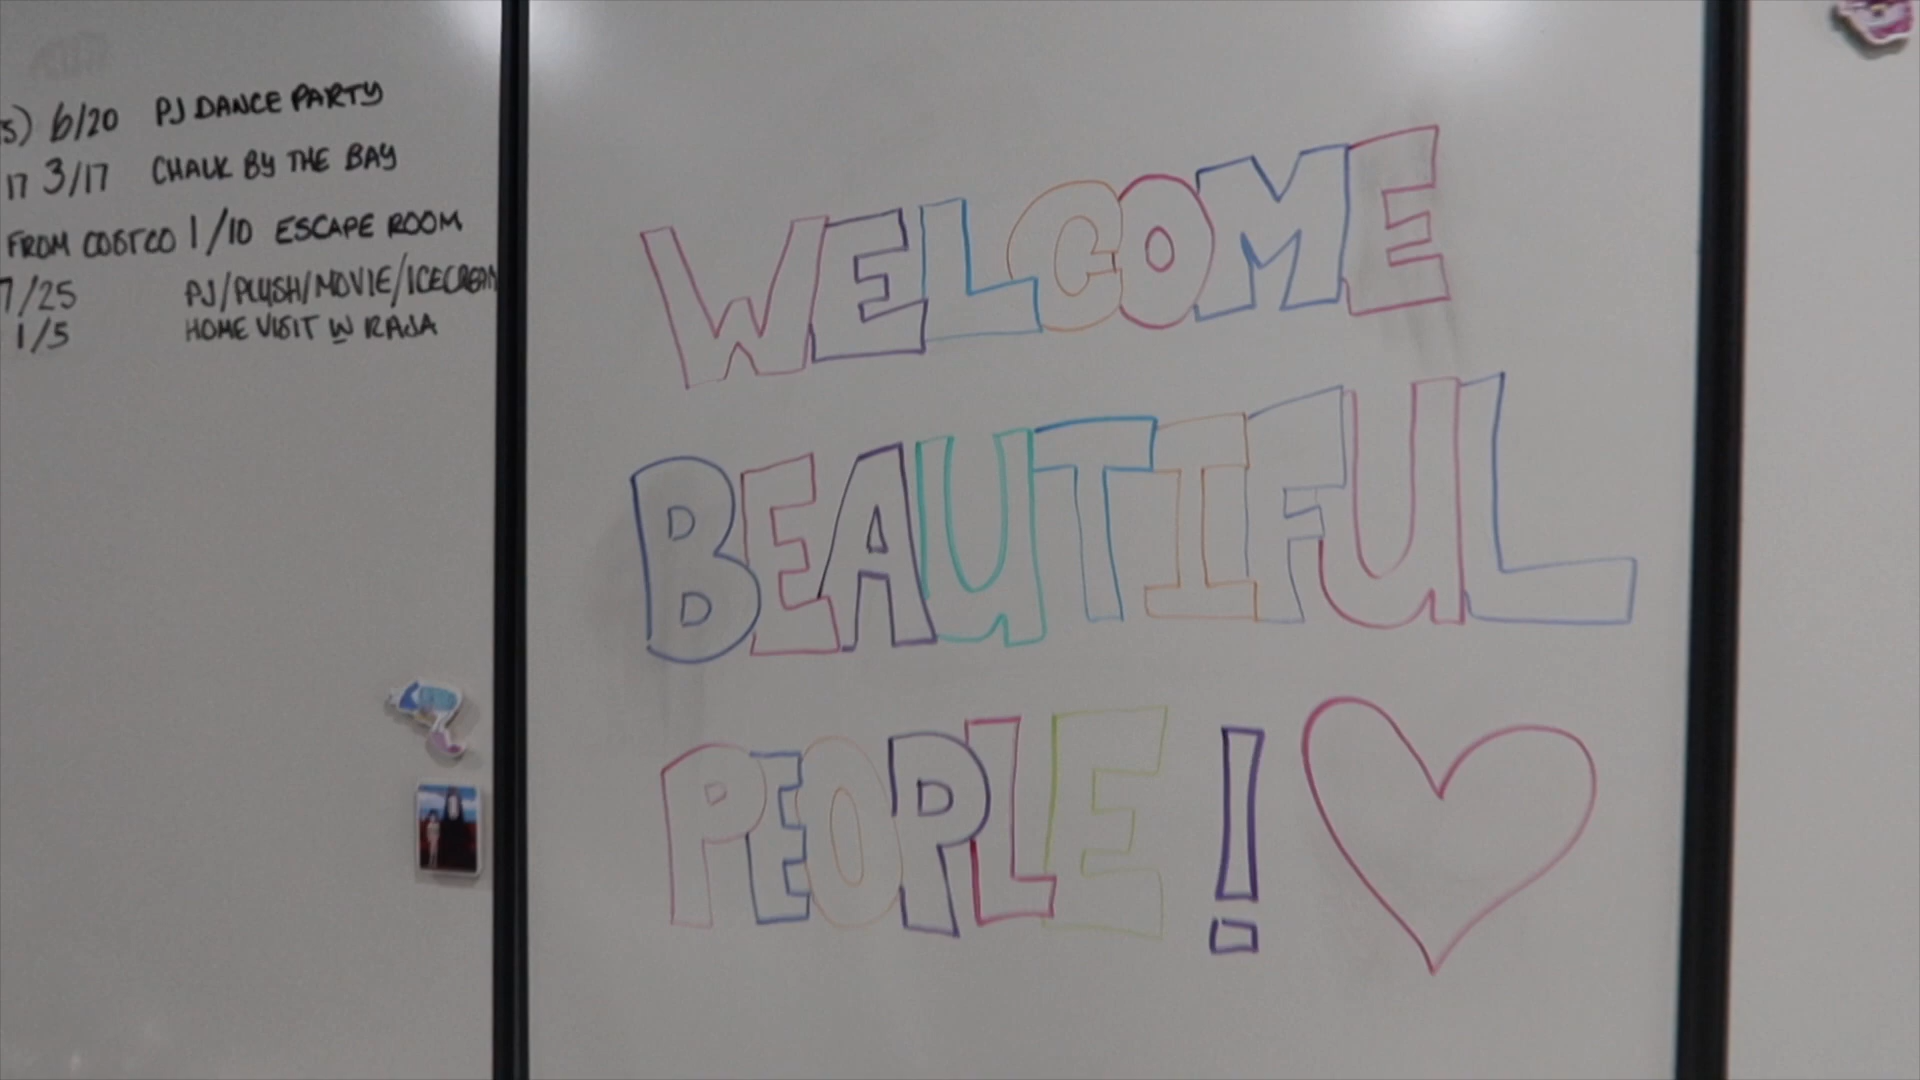 S) 6/20 PJ DANCE PARTY
17 3/17 CHALK BY THE BAY
FROM COSTCO 1/10 ESCAPE ROOM
7/25 PJ/PLUSH/MOVIE/ICECREAM
1/5 HOME VISIT W RAJA
WELCOME
BEAUTIFUL
PEOPLE!